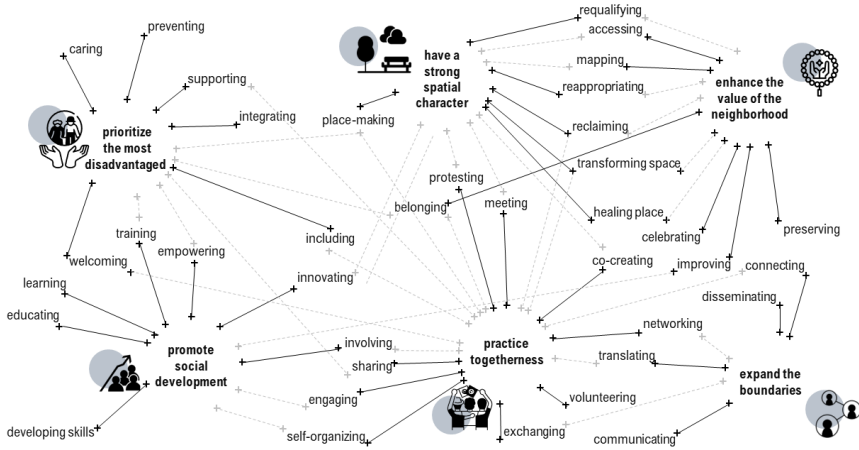 requalifying
accessing
preventing
caring
have a
strong
spatial
character
mapping
supporting
reappropriating
enhance the
value of the
neighborhood
integrating
place-making
prioritize
the most
disadvantaged
reclaiming
transforming space
protesting
belonging
meeting
healing place
celebrating
preserving
training
including
empowering
welcoming
co-creating
improving
connecting
innovating
learning
disseminating
educating
networking
involving
promote
social
development
practice
togetherness
sharing
translating
expand the
boundaries
engaging
volunteering
developing skills
self-organizing
exchanging
communicating